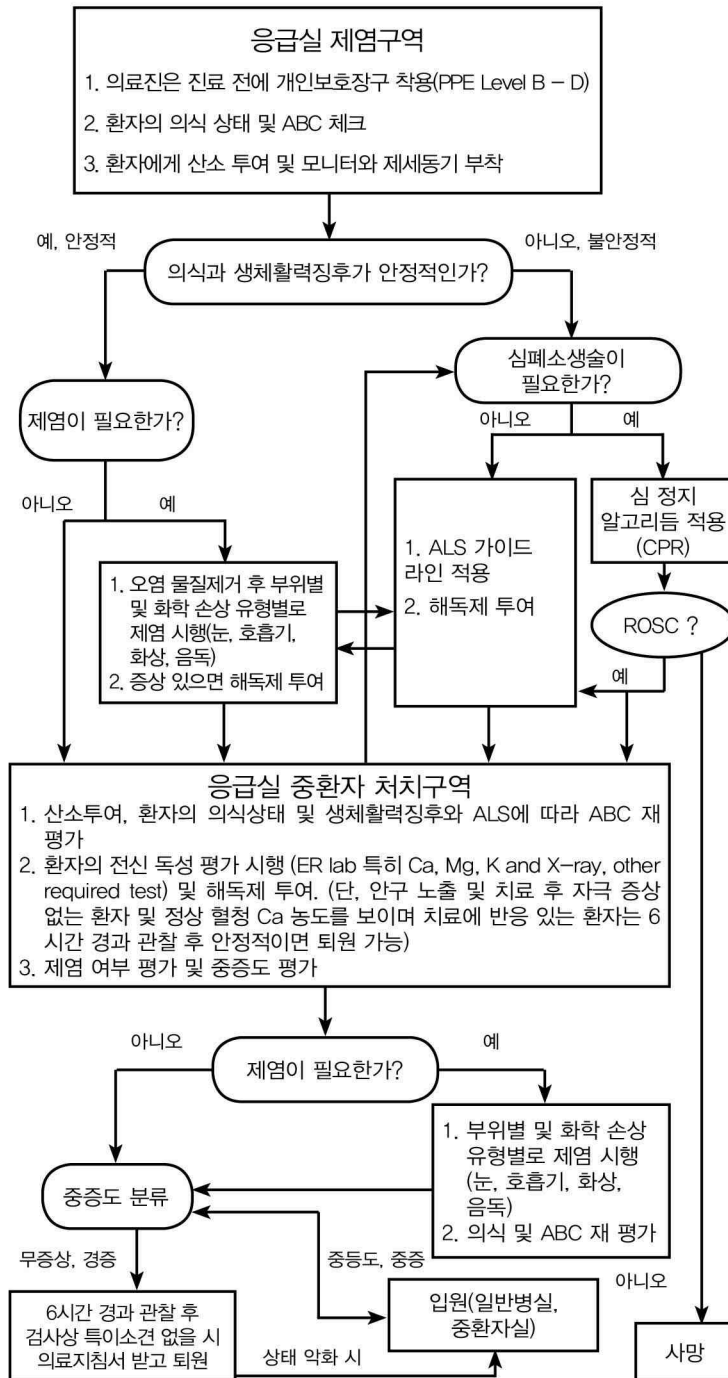 응급실 제염구역
1. 의료진은 진료 전에 개인보호장구 착용(PPE Level B – D)
2. 환자의 의식 상태 및 ABC 체크
3. 환자에게 산소 투여 및 모니터와 제세동기 부착
예, 안정적
아니오, 불안정적
의식과 생체활력징후가 안정적인가?
심폐소생술이
필요한가?
제염이 필요한가?
아니오
예
아니오
예
심 정지
알고리듬 적용
(CPR)
1. ALS 가이드
라인 적용
2. 해독제 투여
1. 오염 물질제거 후 부위별
및 화학 손상 유형별로
제염 시행(눈, 호흡기,
화상, 음독)
2. 증상 있으면 해독제 투여
ROSC ?
예
응급실 중환자 처치구역
1. 산소투여, 환자의 의식상태 및 생체활력징후와 ALS에 따라 ABC 재
평가
2. 환자의 전신 독성 평가 시행 (ER lab 특히 Ca, Mg, K and X–ray, other
required test) 및 해독제 투여. (단, 안구 노출 및 치료 후 자극 증상
없는 환자 및 정상 혈청 Ca 농도를 보이며 치료에 반응 있는 환자는 6
시간 경과 관찰 후 안정적이면 퇴원 가능)
3. 제염 여부 평가 및 중증도 평가
아니오
예
제염이 필요한가?
1. 부위별 및 화학 손상
유형별로 제염 시행
(눈, 호흡기, 화상,
음독)
2. 의식 및 ABC 재 평가
중증도 분류
무증상, 경증
중등도, 중증
아니오
6시간 경과 관찰 후
검사상 특이소견 없을 시
의료지침서 받고 퇴원
입원(일반병실,
중환자실)
상태 악화 시
사망